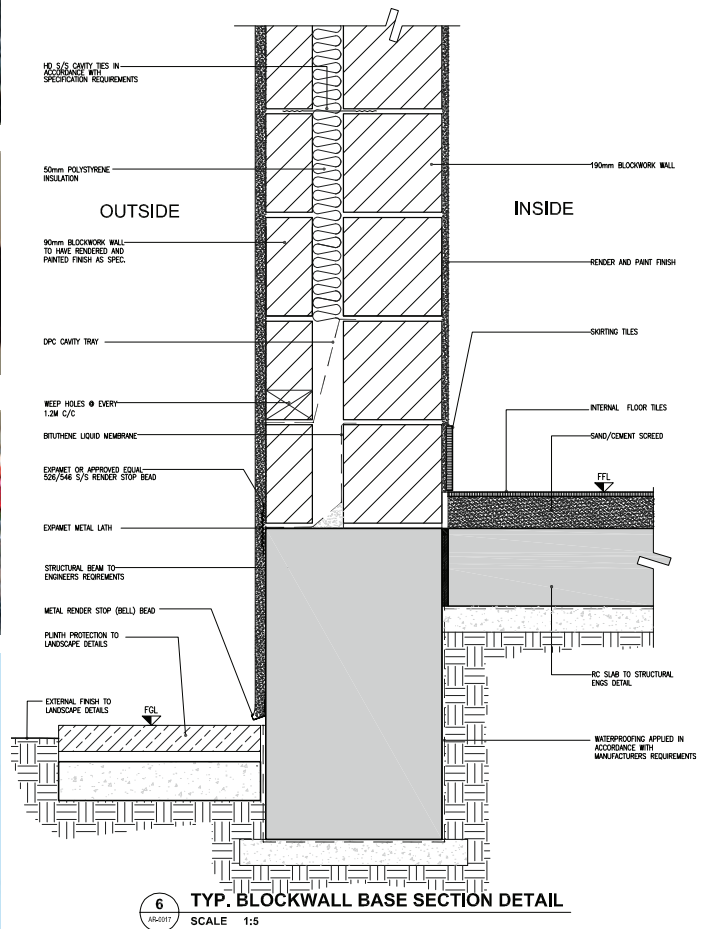 HD S/S CAVITY TIES IN
ACCORDANCE WTH
SPECIFICATION REQUIREMENTS
50mm POLYSTYRENE
INSULATION
OUTSIDE
90mm BLOCKWORK WALL
TO HAVE RENDERED AND
PAINTED FINISH AS SPEC.
DPC CAVITY TRAY
WEEP HOLES @ EVERY
1.2M C/C
BITUTHENE LIQUID MEMBRANE
EXPAMET OR APPROVED EQUAL
526/546 S/S RENDER STOP BEAD
EXPAMET METAL LATH
STRUCTURAL BEAM TO
ENGINEERS REQIREMENTS
METAL RENDER STOP (BELL) BEAD
PLINTH PROTECTION TO
LANDSCAPE DETAILS
EXTERNAL FINISH TO
LANDSCAPE DETAILS
FGL
190mm BLOCKWORK WALL
INSIDE
RENDER AND PAINT FINISH
SKIRTING TILES
INTERNAL FLOOR TILES
SAND/CEMENT SCREED
FFL
RC SLAB TO STRUCTURAL
ENGS DETAIL
WATERPROOFING APPLIED IN
ACCORDANCE WITH
MANUFACTURERS REQUIREMENTS
6
AR-0017
TYP. BLOCKWALL BASE SECTION DETAIL
SCALE 1:5